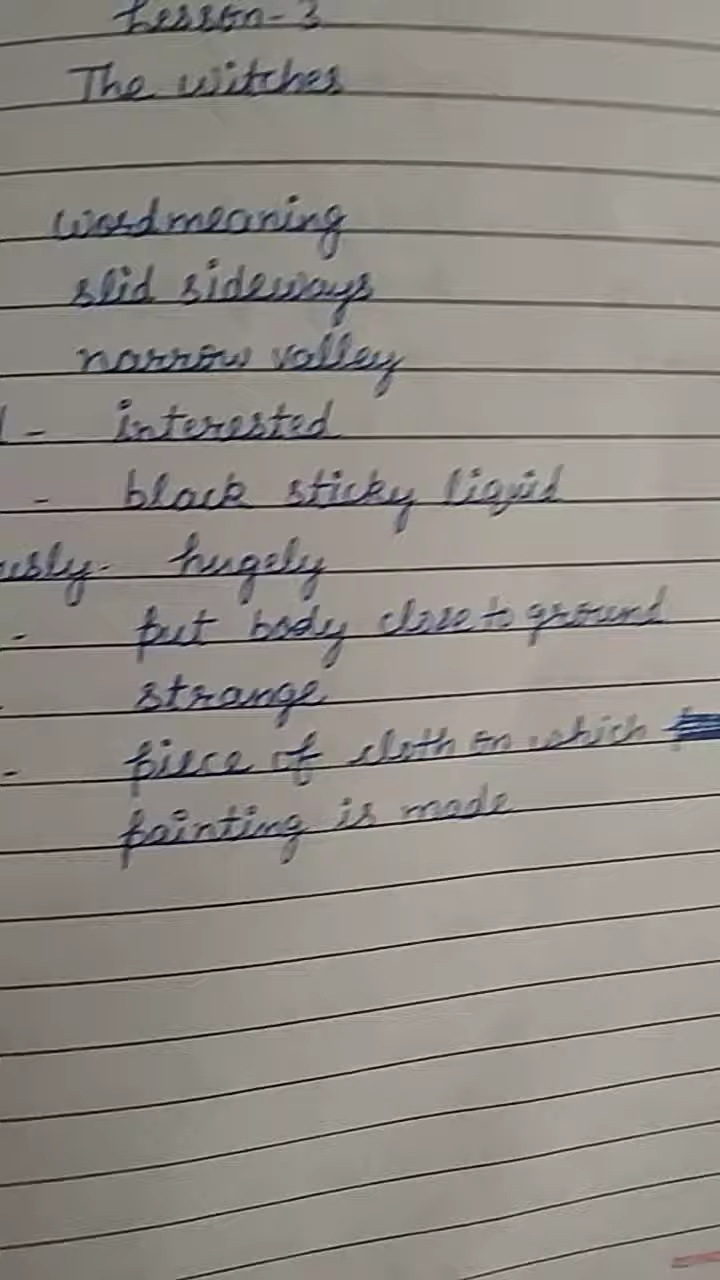 Lesson-3
The witches
wordmeaning
slid sideways
narrow valley
- interested
- black sticky liquid
usly- hugely
- put body close to ground
strange
- piece of cloth on which
painting is made